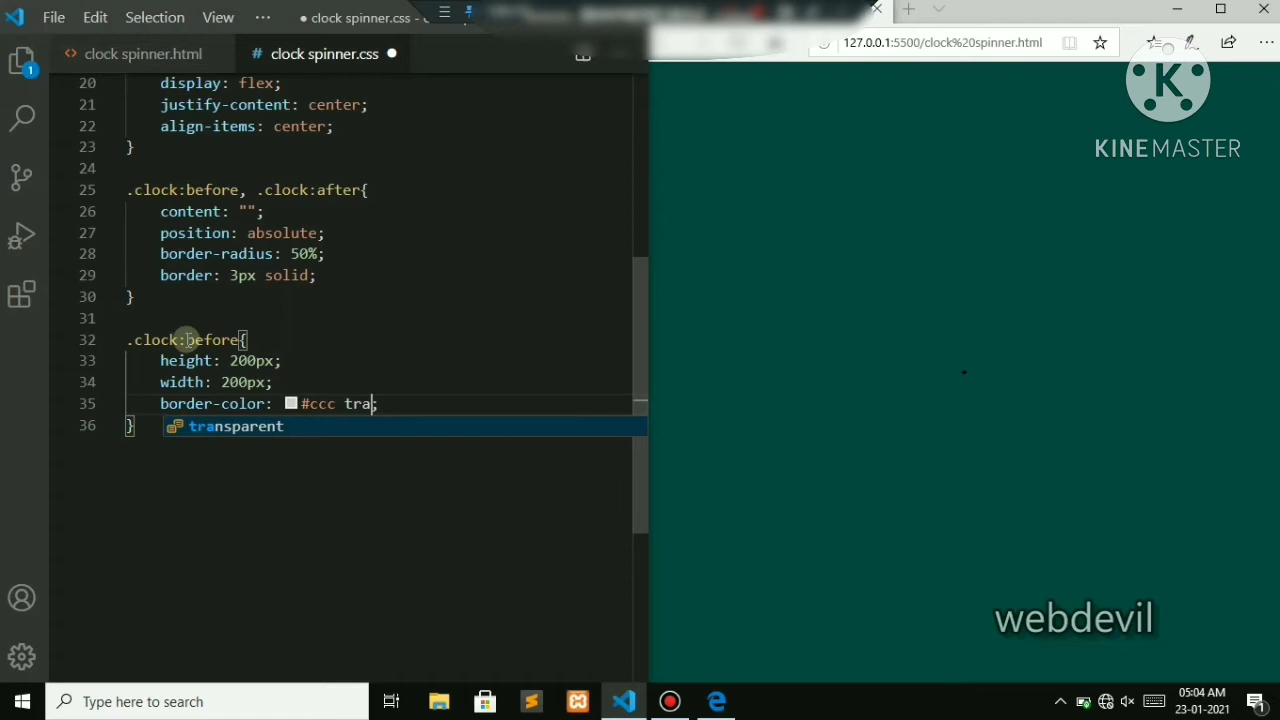 File Edit Selection View ··· ● clock spinner.css -
clock spinner.html # clock spinner.css ●
127.0.0.1:5500/clock%20spinner.html
K
KINEMASTER
20 display: flex;
21 justify-content: center;
22 align-items: center;
23 }
24
25 .clock:before, .clock:after{
26 content: "";
27 position: absolute;
28 border-radius: 50%;
29 border: 3px solid;
30 }
31
32 .clock:before{
33 height: 200px;
34 width: 200px;
35 border-color: #ccc tra;
36 }
transparent
webdevil
1
Type here to search
05:04 AM
23-01-2021
1